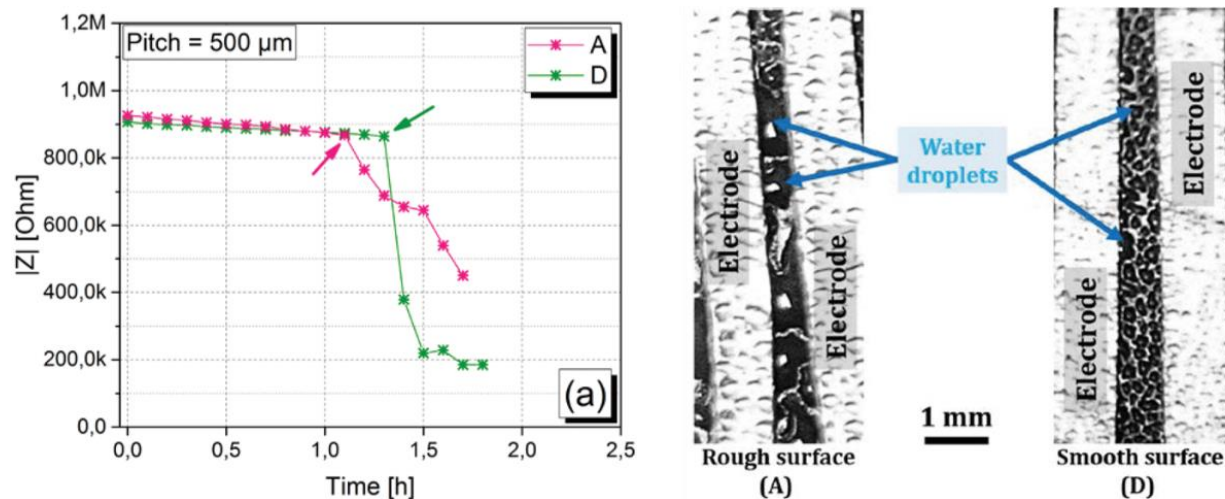 Pitch = 500 µm
A
D
1,2M
1,0M
800,0k
600,0k
400,0k
200,0k
0,0
|Z| [Ohm]
0,0 0,5 1,0 1,5 2,0 2,5
Time [h]
(a)
Electrode
Electrode
Water
droplets
Electrode
Electrode
1 mm
Rough surface
(A)
Smooth surface
(D)